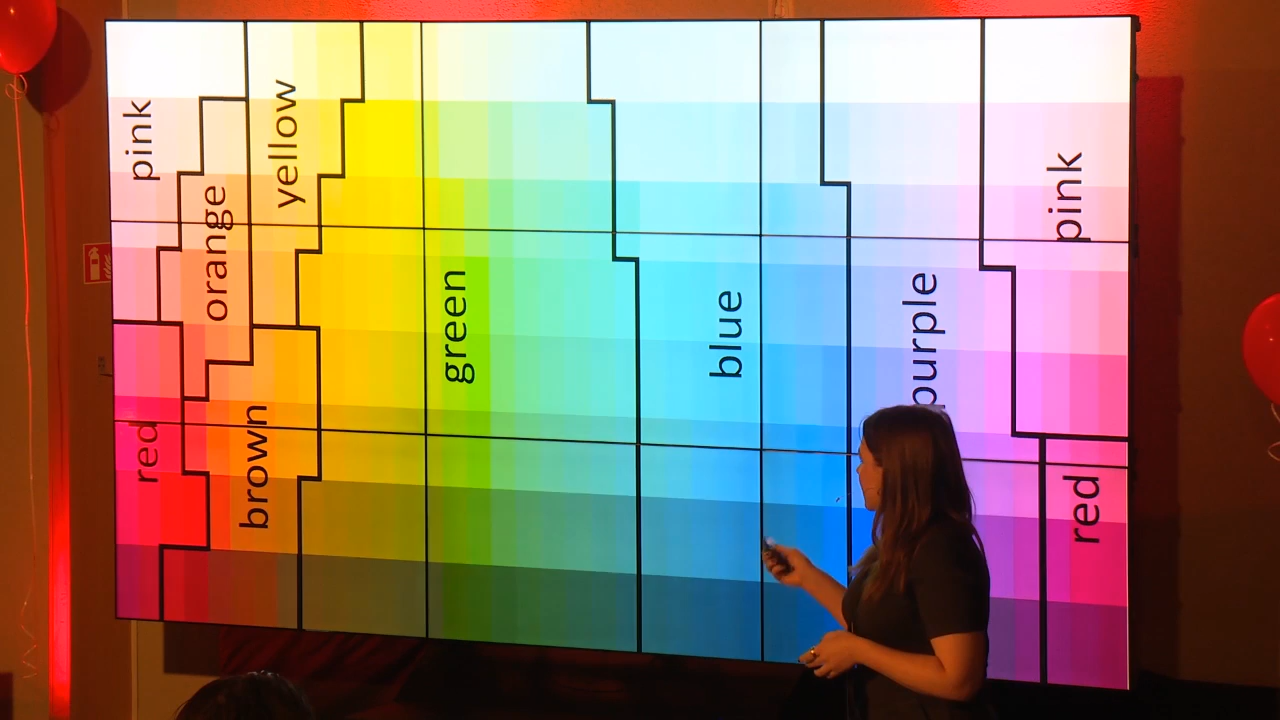 pink
orange
yellow
red
brown
green
blue
purple
pink
red